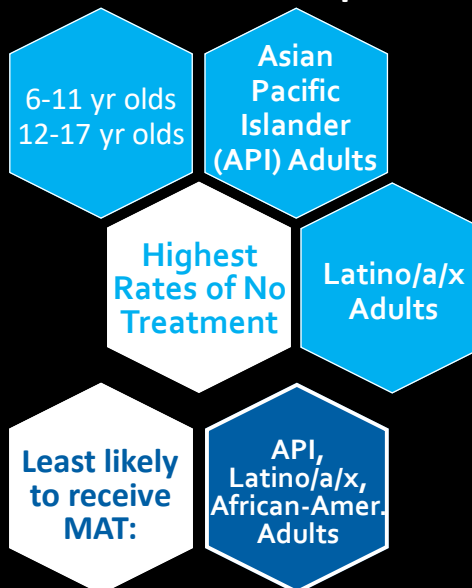 6-11 yr olds
12-17 yr olds
Asian
Pacific
Islander
(API) Adults
Highest
Rates of No
Treatment
Latino/a/x
Adults
Least likely
to receive
MAT:
API,
Latino/a/x,
African-Amer.
Adults